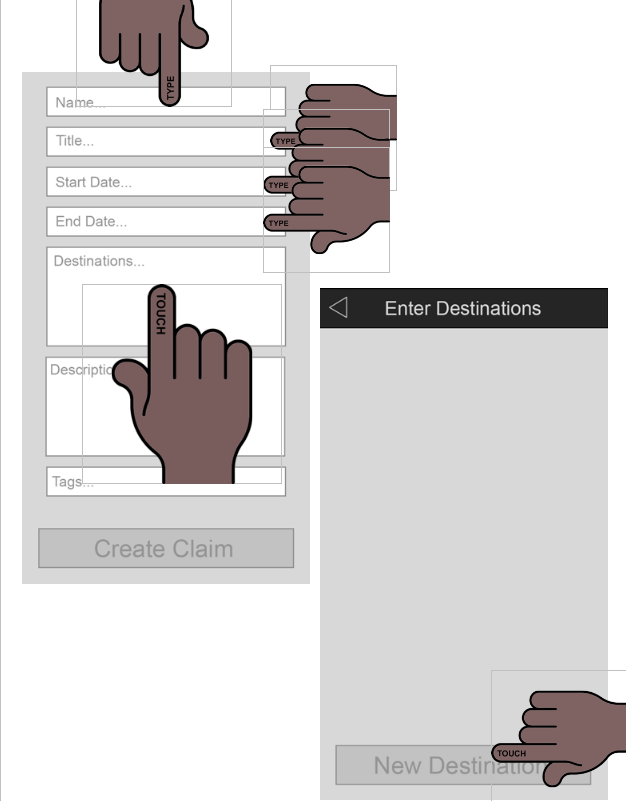 TYPE
Name...
Title...
TYPE
Start Date...
TYPE
End Date...
TYPE
Destinations...
TOUCH
Descriptio
Tags...
Create Claim
Enter Destinations
New Destination
TOUCH